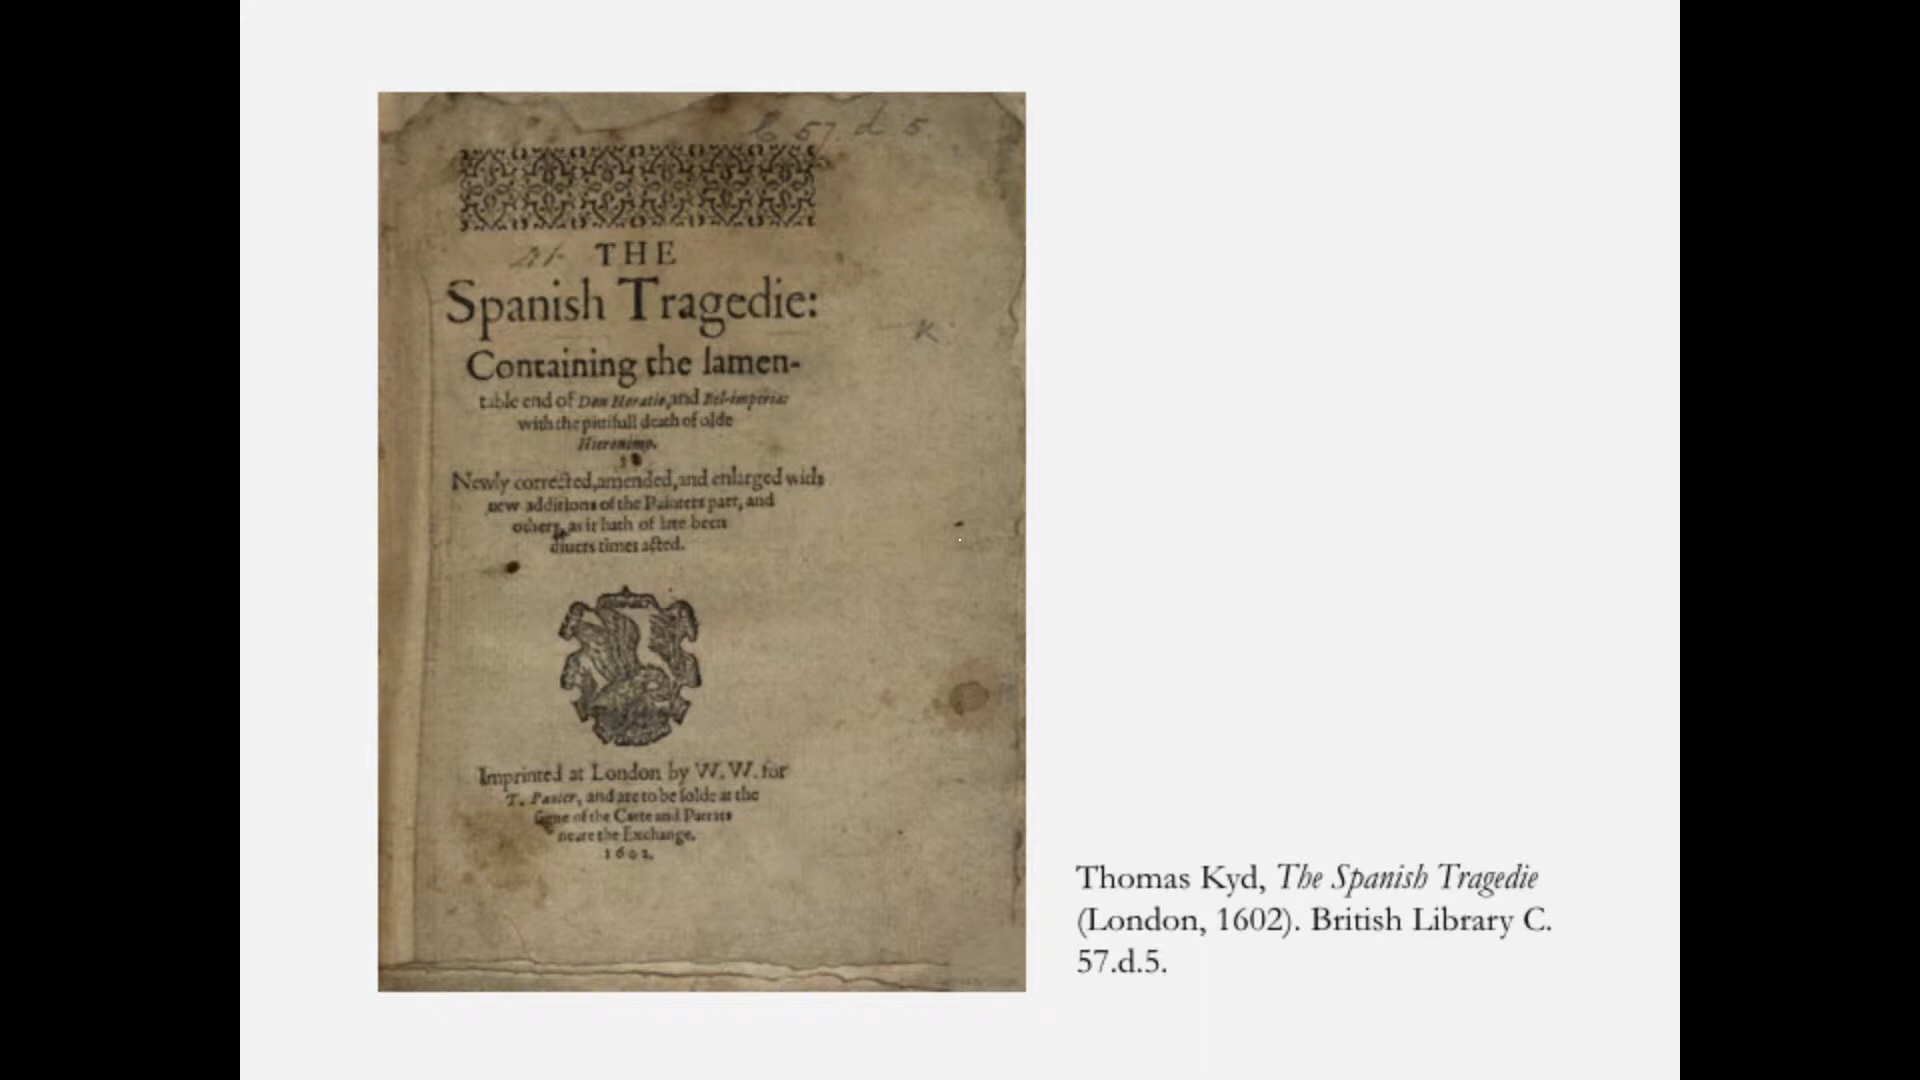 C 57. d 5.
THE
Spanish Tragedie:
Containing the lamen-
table end of Don Horatio, and Bel-imperia:
with the pittifull death of olde
Hieronimo.
Newly corrected, amended, and enlarged with
new additions of the Painters part, and
others, as it hath of late been
diuers times acted.
K
Imprinted at London by W. W. for
T. Pauier, and are to be solde at the
signe of the Catte and Parrats
neare the Exchange.
1602.
Thomas Kyd, The Spanish Tragedie
(London, 1602). British Library C.
57.d.5.